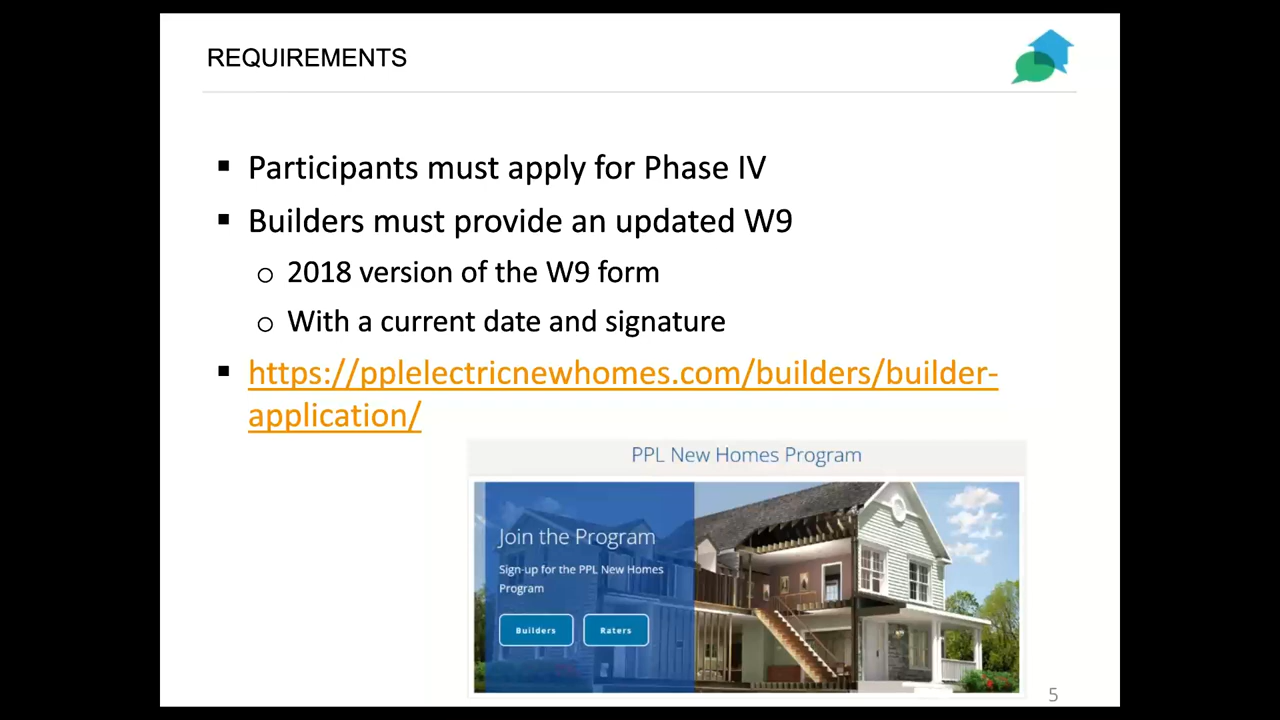 REQUIREMENTS
▪ Participants must apply for Phase IV
▪ Builders must provide an updated W9
o 2018 version of the W9 form
o With a current date and signature
▪ https://pplelectricnewhomes.com/builders/builder-
application/
PPL New Homes Program
Join the Program
Sign-up for the PPL New Homes
Program
Builders Raters
5